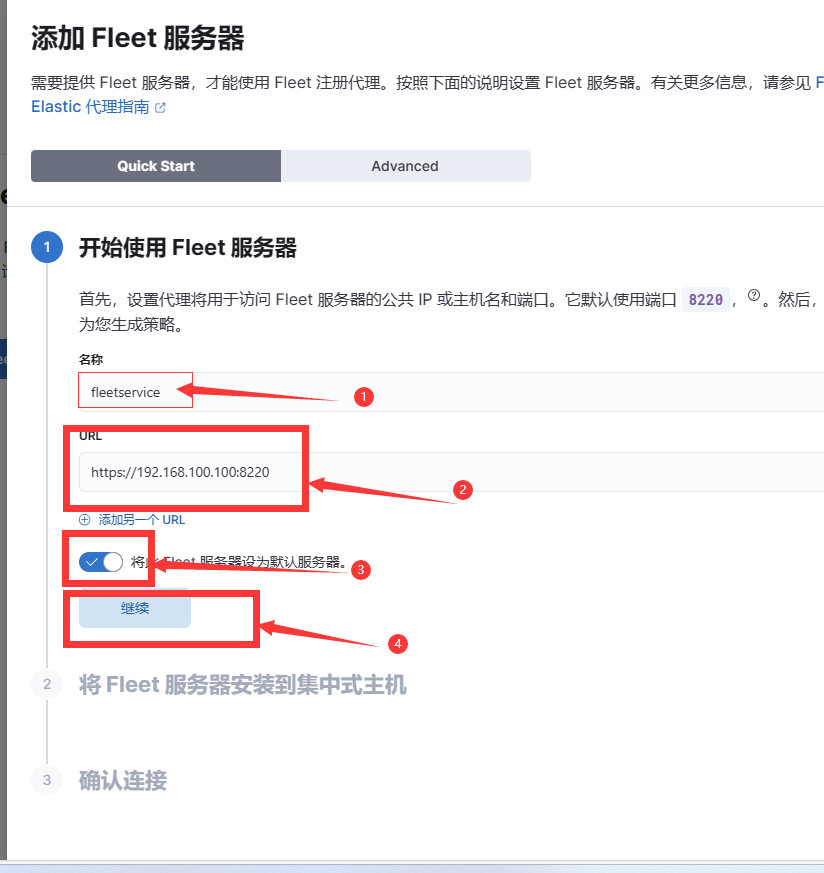 添加 Fleet 服务器
需要提供 Fleet 服务器，才能使用 Fleet 注册代理。按照下面的说明设置 Fleet 服务器。有关更多信息，请参见 F
Elastic 代理指南
Quick Start
Advanced
1
开始使用 Fleet 服务器
首先，设置代理将用于访问 Fleet 服务器的公共 IP 或主机名和端口。它默认使用端口 8220 ，。然后，
为您生成策略。
名称
fleetservice
1
URL
https://192.168.100.100:8220
2
添加另一个 URL
将此 Fleet 服务器设为默认服务器。
3
继续
4
2
将 Fleet 服务器安装到集中式主机
3
确认连接